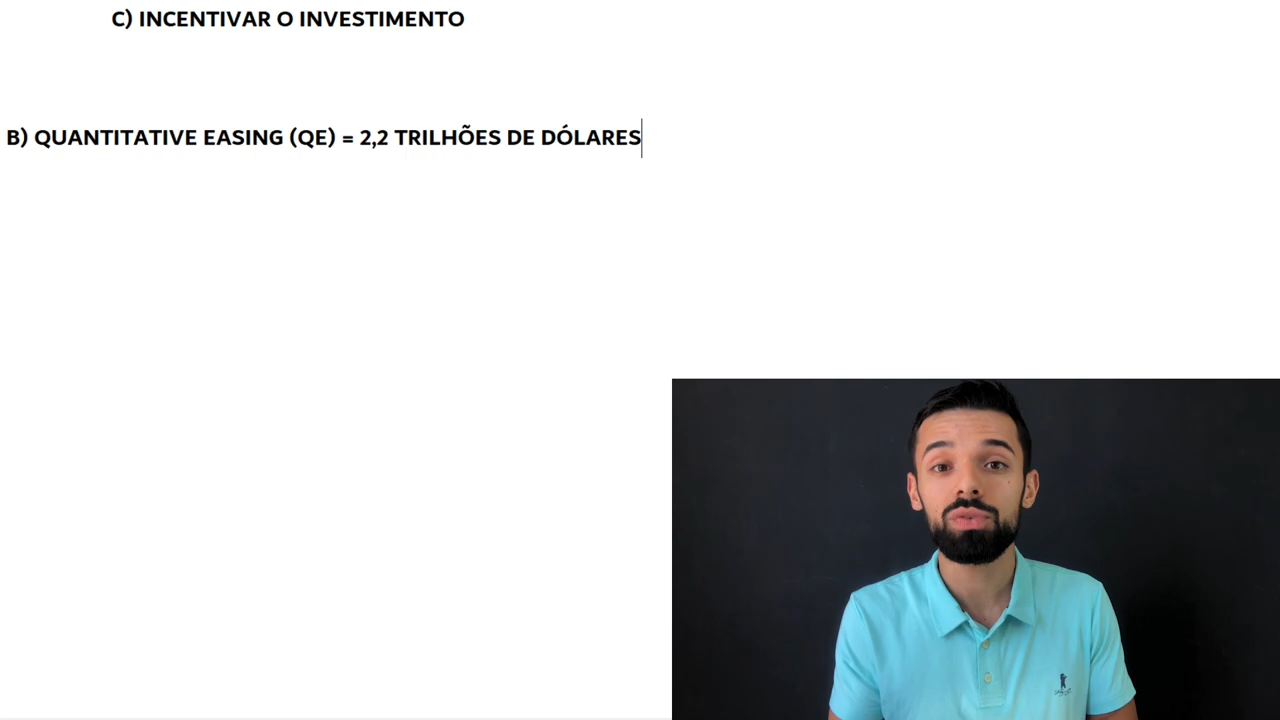 C) INCENTIVAR O INVESTIMENTO
B) QUANTITATIVE EASING (QE) = 2,2 TRILHÕES DE DÓLARES